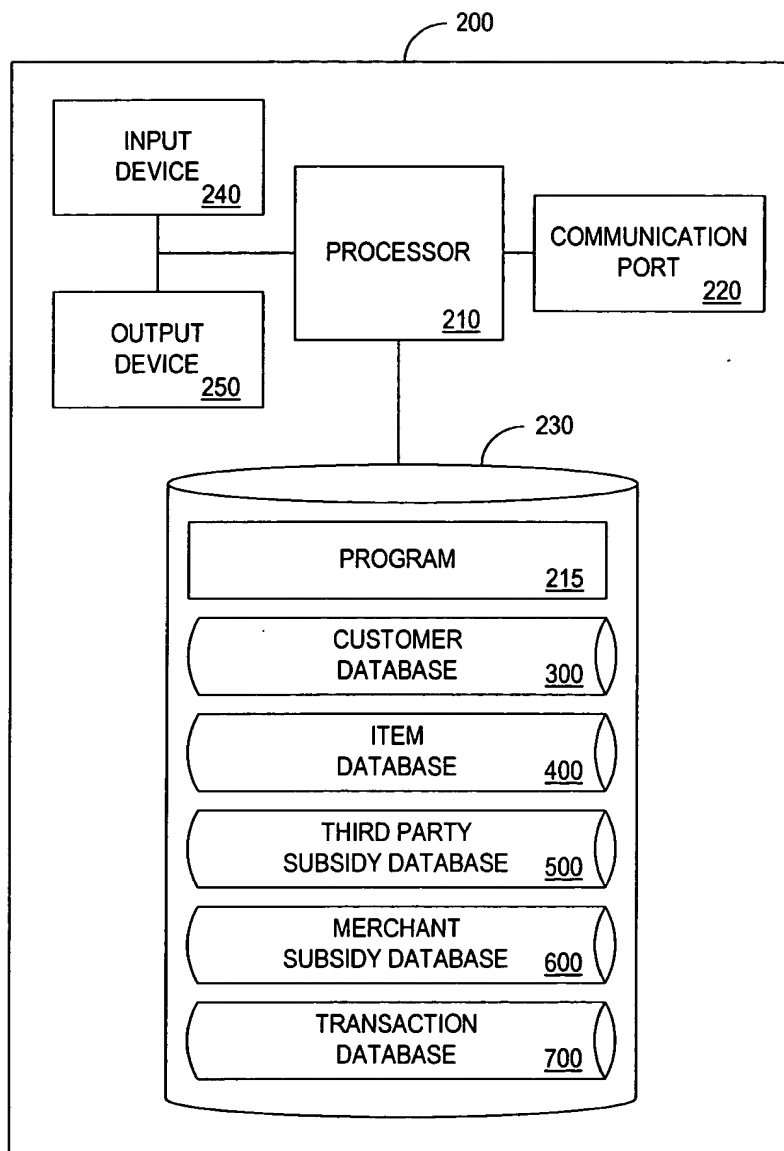 200
INPUT
DEVICE
240
PROCESSOR
210
COMMUNICATION
PORT
220
OUTPUT
DEVICE
250
230
PROGRAM
215
CUSTOMER
DATABASE
300
ITEM
DATABASE
400
THIRD PARTY
SUBSIDY DATABASE
500
MERCHANT
SUBSIDY DATABASE
600
TRANSACTION
DATABASE
700